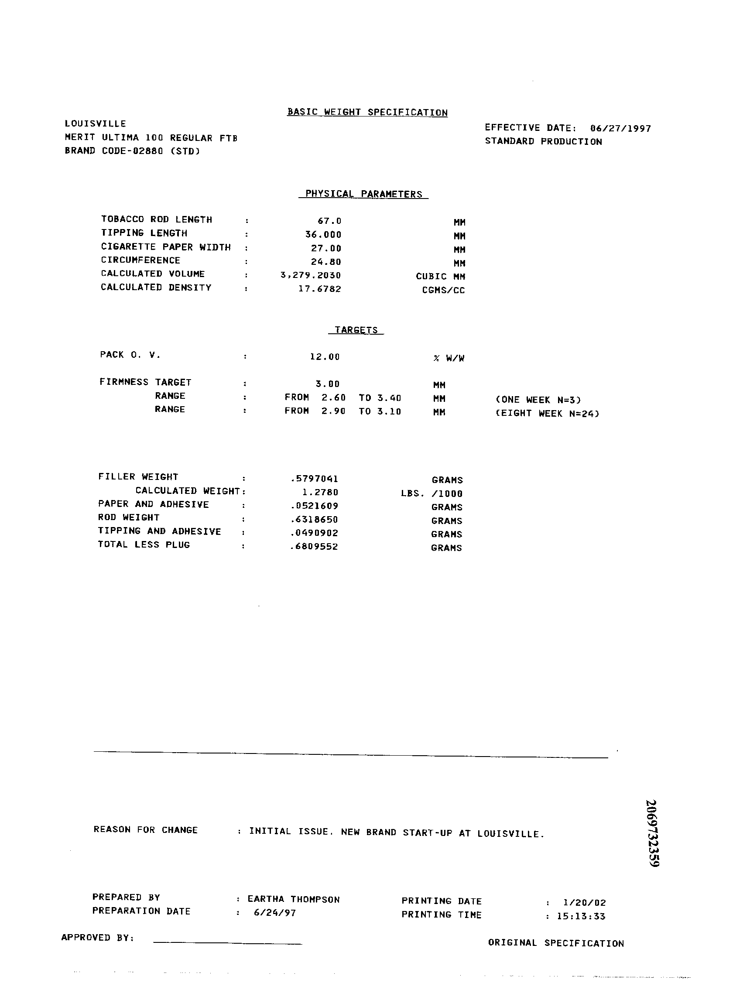 BASIC WEIGHT SPECIFICATION
LOUISVILLE
MERIT ULTIMA 100 REGULAR FTB
BRAND CODE-02880 (STD)
EFFECTIVE DATE: 06/27/1997
STANDARD PRODUCTION
PHYSICAL PARAMETERS
TOBACCO ROD LENGTH : 67.0 MM
TIPPING LENGTH : 36.000 MM
CIGARETTE PAPER WIDTH : 27.00 MM
CIRCUMFERENCE : 24.80 MM
CALCULATED VOLUME : 3,279.2030 CUBIC MM
CALCULATED DENSITY : 17.6782 CGMS/CC
TARGETS
PACK O. V. : 12.00 % W/W
FIRMNESS TARGET : 3.00 MM
RANGE : FROM 2.60 TO 3.40 MM (ONE WEEK N=3)
RANGE : FROM 2.90 TO 3.10 MM (EIGHT WEEK N=24)
FILLER WEIGHT : .5797041 GRAMS
CALCULATED WEIGHT: 1.2780 LBS. /1000
PAPER AND ADHESIVE : .0521609 GRAMS
ROD WEIGHT : .6318650 GRAMS
TIPPING AND ADHESIVE : .0490902 GRAMS
TOTAL LESS PLUG : .6809552 GRAMS
REASON FOR CHANGE : INITIAL ISSUE. NEW BRAND START-UP AT LOUISVILLE.
2069732359
PREPARED BY : EARTHA THOMPSON PRINTING DATE : 1/20/02
PREPARATION DATE : 6/24/97 PRINTING TIME : 15:13:33
APPROVED BY:
ORIGINAL SPECIFICATION